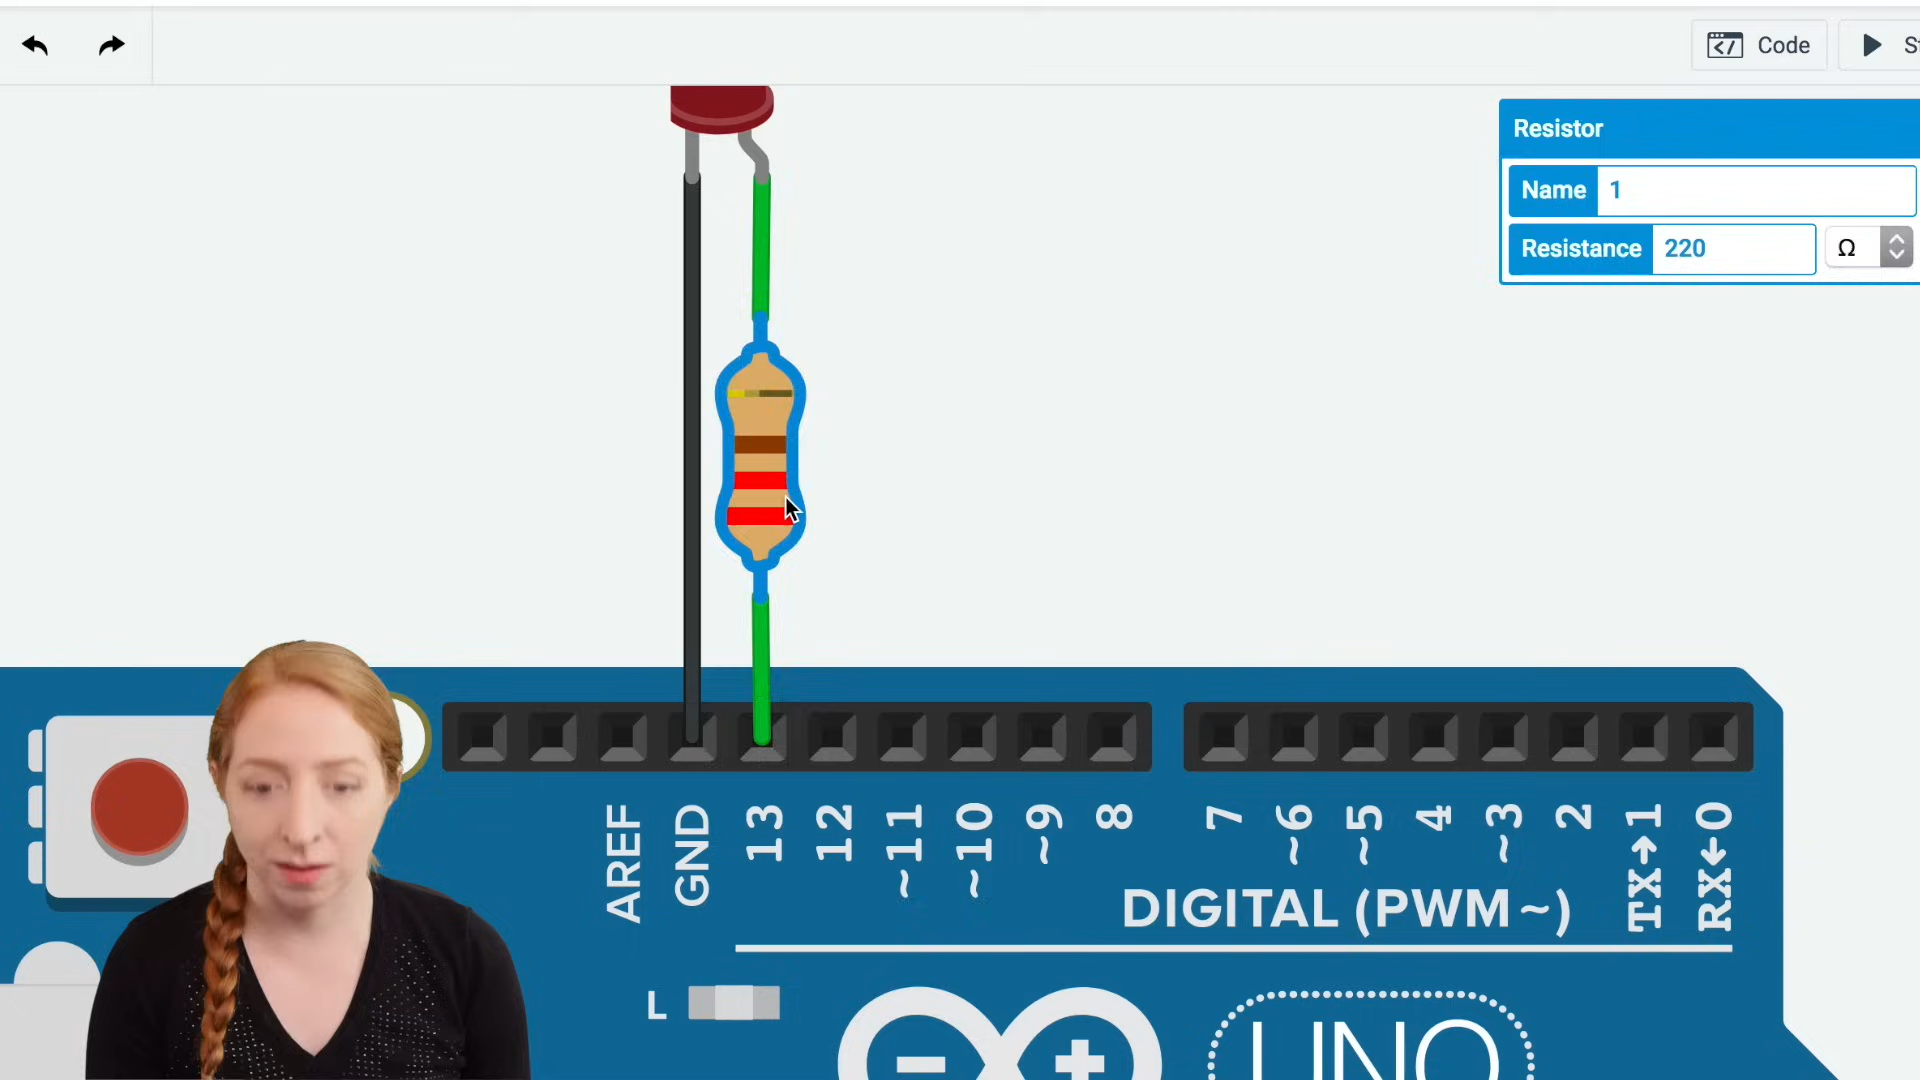 Code
Resistor
Name 1
Resistance 220 Ω
AREF
GND
13
12
~11
~10
~9
8
7
~6
~5
4
~3
2
TX→1
RX←0
DIGITAL (PWM ~)
L
UNO